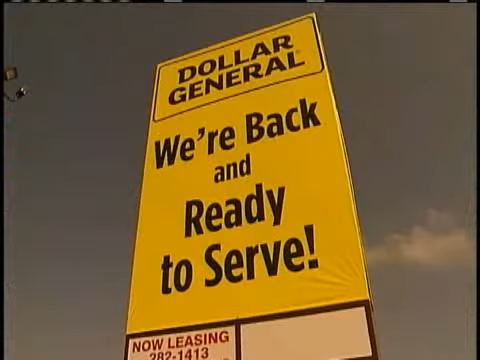 DOLLAR
GENERAL
We're Back
and
Ready
to Serve!
NOW LEASING
282-1413